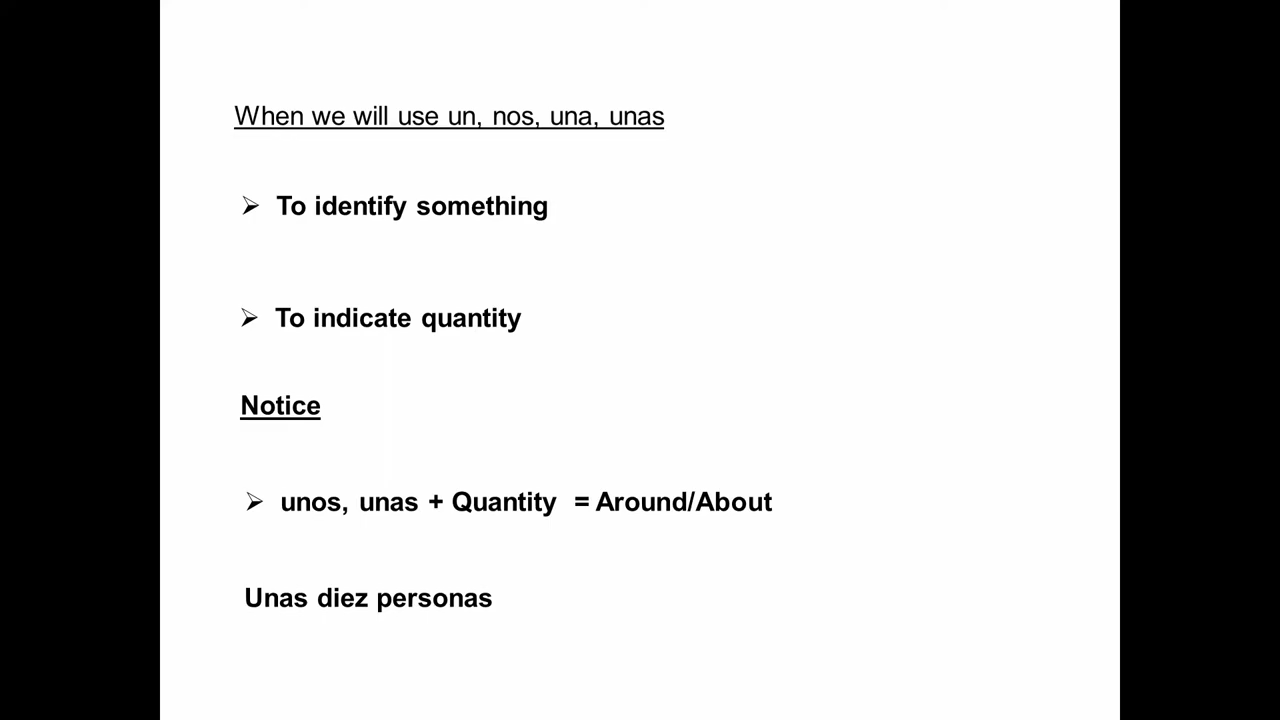 When we will use un, nos, una, unas
➢ To identify something
➢ To indicate quantity
Notice
➢ unos, unas + Quantity = Around/About
Unas diez personas